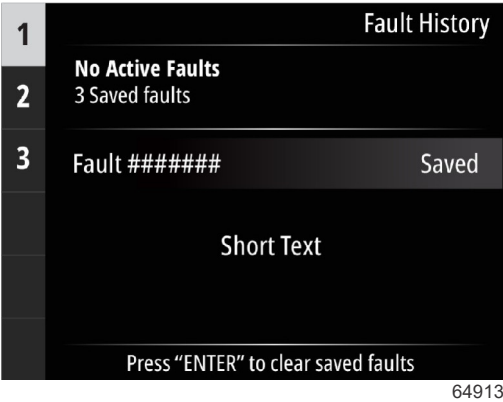 Fault History
1
No Active Faults
2
3 Saved faults
3
Fault #######
Saved
Short Text
Press “ENTER” to clear saved faults
64913